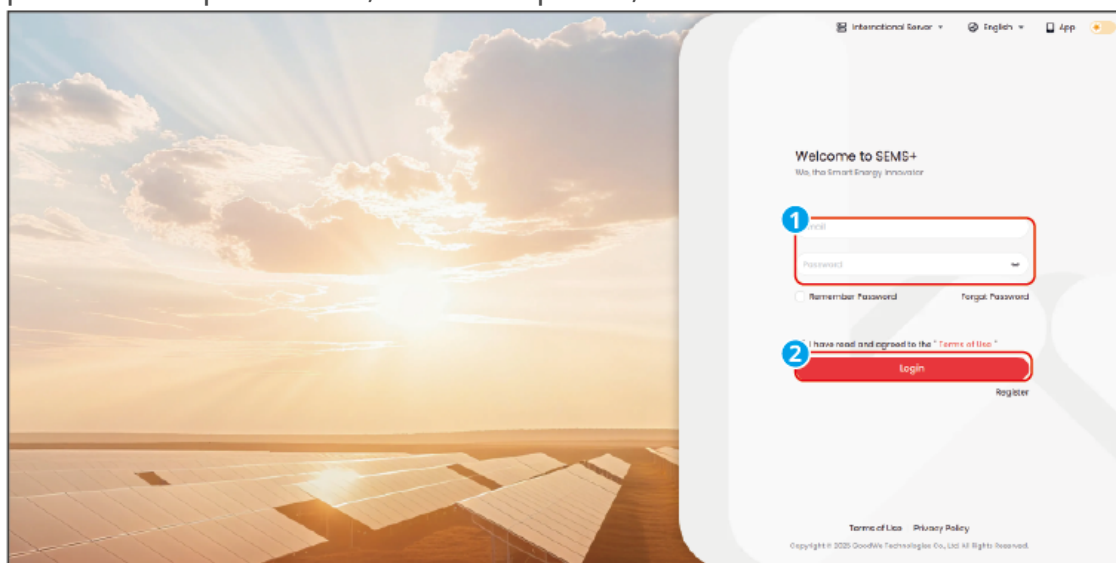 International Server English App
Welcome to SEMS+
We, the Smart Energy Innovator
1
Email
Password
Remember Password Forgot Password
I have read and agreed to the " Terms of Use "
2
Login
Register
Terms of Use Privacy Policy
Copyright © 2025 GoodWe Technologies Co., Ltd. All Rights Reserved.